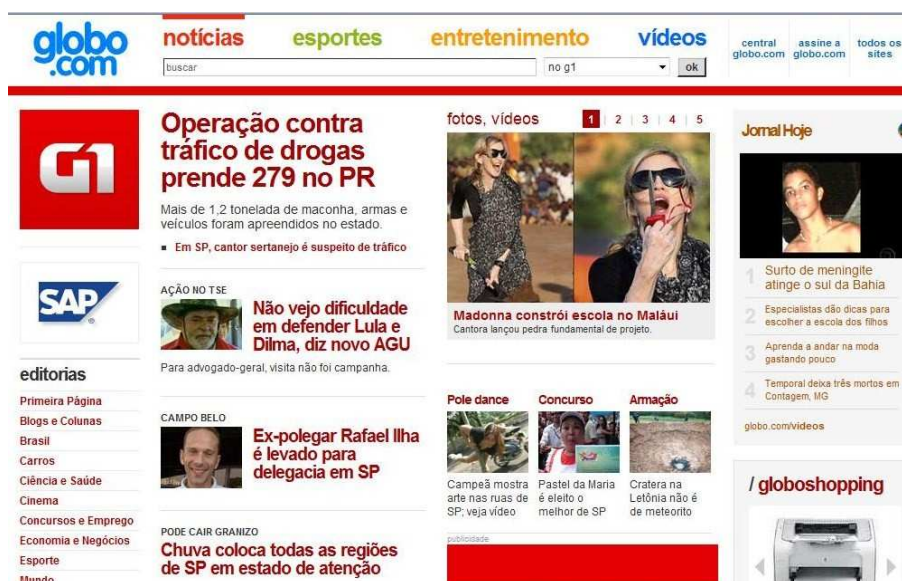 globo
.com
notícias
esportes
entretenimento
vídeos
buscar
no g1
ok
central
globo.com
assine a
globo.com
todos os
sites
G1
SAP
editorias
Primeira Página
Blogs e Colunas
Brasil
Carros
Ciência e Saúde
Cinema
Concursos e Emprego
Economia e Negócios
Esporte
Mundo
Operação contra
tráfico de drogas
prende 279 no PR
Mais de 1,2 tonelada de maconha, armas e
veículos foram apreendidos no estado.
Em SP, cantor sertanejo é suspeito de tráfico
AÇÃO NO TSE
Não vejo dificuldade
em defender Lula e
Dilma, diz novo AGU
Para advogado-geral, visita não foi campanha.
CAMPO BELO
Ex-polegar Rafael Ilha
é levado para
delegacia em SP
PODE CAIR GRANIZO
Chuva coloca todas as regiões
de SP em estado de atenção
fotos, vídeos
1 | 2 | 3 | 4 | 5
Madonna constrói escola no Maláui
Cantora lançou pedra fundamental de projeto.
Pole dance
Campeã mostra
arte nas ruas de
SP; veja vídeo
Concurso
Pastel da Maria
é eleito o
melhor de SP
Armação
Cratera na
Letônia não é
de meteorito
publicidade
Jornal Hoje
1 Surto de meningite
atinge o sul da Bahia
2 Especialistas dão dicas para
escolher a escola dos filhos
3 Aprenda a andar na moda
gastando pouco
4 Temporal deixa três mortos em
Contagem, MG
globo.com/videos
/ globoshopping